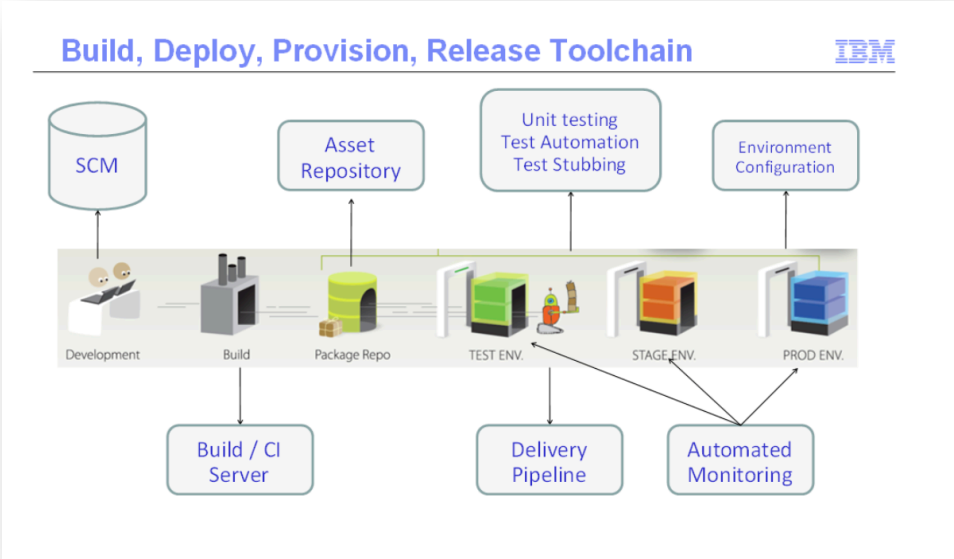 Build, Deploy, Provision, Release Toolchain
IBM
SCM
Asset
Repository
Unit testing
Test Automation
Test Stubbing
Environment
Configuration
Development
Build
Package Repo
TEST ENV.
STAGE ENV.
PROD ENV.
Build / CI
Server
Delivery
Pipeline
Automated
Monitoring